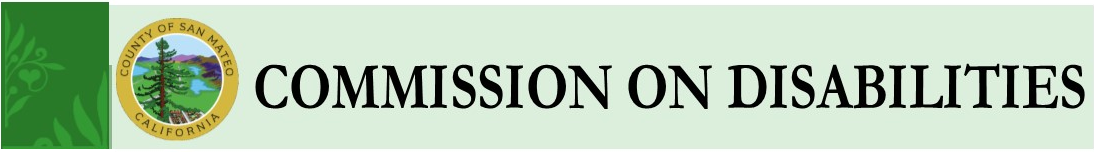 COUNTY OF SAN MATEO
CALIFORNIA
COMMISSION ON DISABILITIES